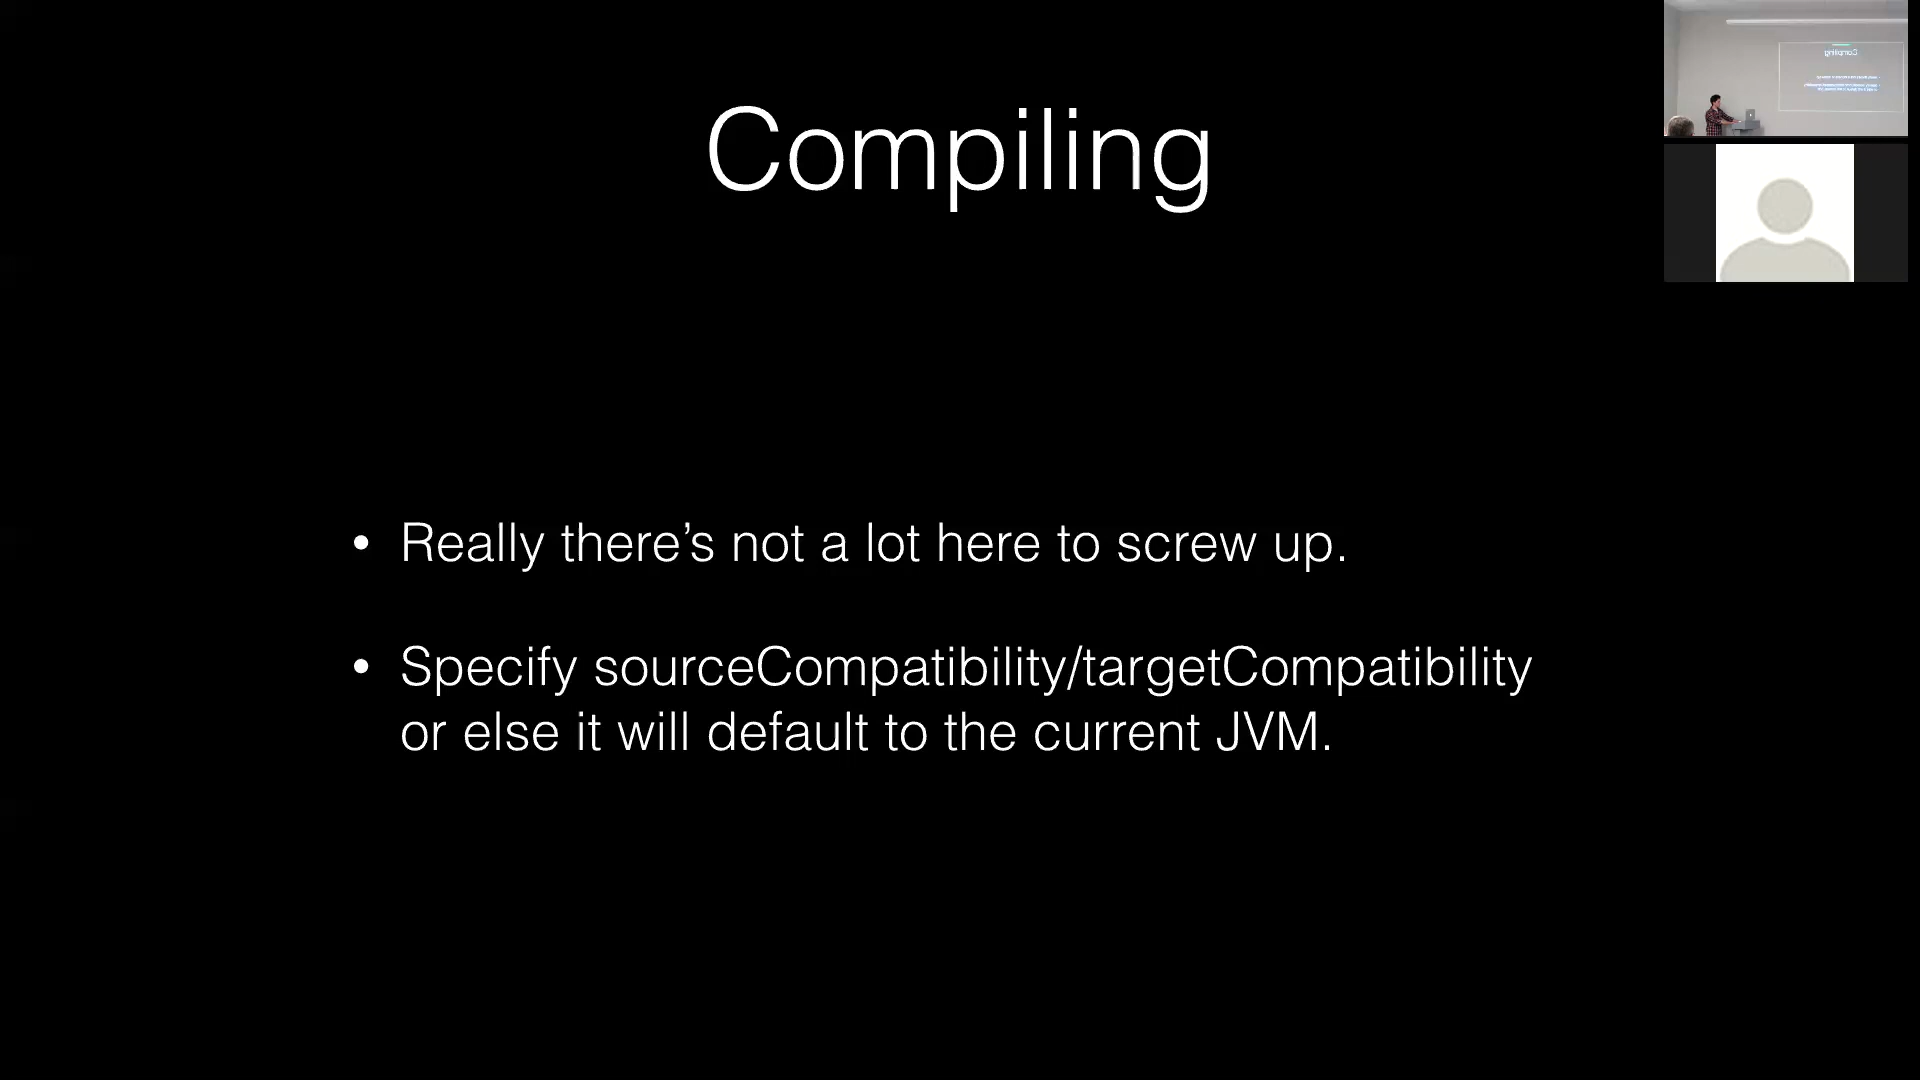 Compiling
• Really there’s not a lot here to screw up.
• Specify sourceCompatibility/targetCompatibility
or else it will default to the current JVM.
Compiling